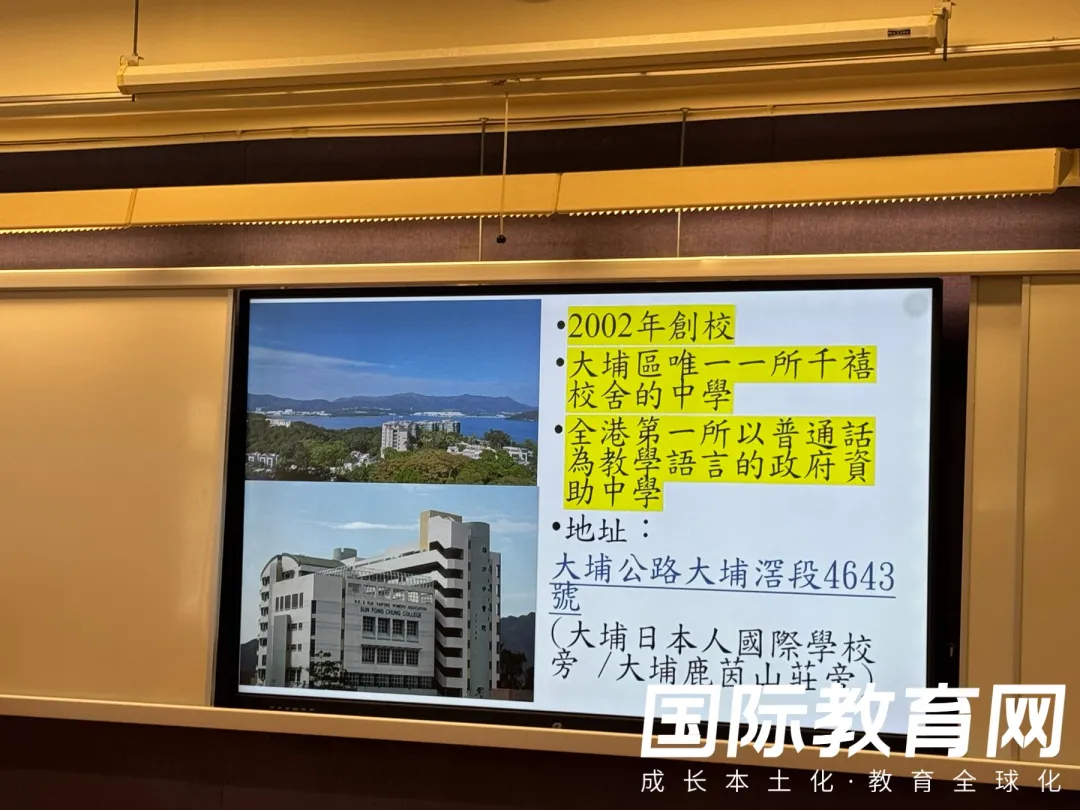 •2002年創校
•大埔區唯一一所千禧
校舍的中學
•全港第一所以普通話
為教學語言的政府資
助中學
•地址：
大埔公路大埔滘段4643
號
(大埔日本人國際學校
旁 /大埔鹿茵山莊旁)
SUN FONG CHUNG COLLEGE
国际教育网
成长本土化·教育全球化